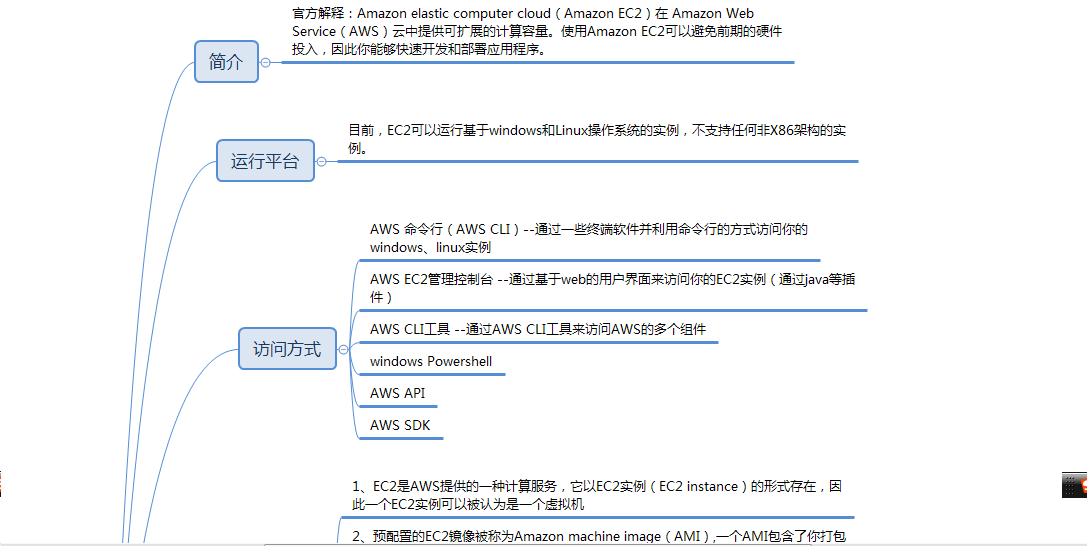 官方解释：Amazon elastic computer cloud（Amazon EC2）在 Amazon Web
Service（AWS）云中提供可扩展的计算容量。使用Amazon EC2可以避免前期的硬件
投入，因此你能够快速开发和部署应用程序。
简介
目前，EC2可以运行基于windows和Linux操作系统的实例，不支持任何非X86架构的实
例。
运行平台
AWS 命令行（AWS CLI）--通过一些终端软件并利用命令行的方式访问你的
windows、linux实例
AWS EC2管理控制台 --通过基于web的用户界面来访问你的EC2实例（通过java等插
件）
AWS CLI工具 --通过AWS CLI工具来访问AWS的多个组件
访问方式
windows Powershell
AWS API
AWS SDK
1、EC2是AWS提供的一种计算服务，它以EC2实例（EC2 instance）的形式存在，因
此一个EC2实例可以被认为是一个虚拟机
2、预配置的EC2镜像被称为Amazon machine image（AMI）,一个AMI包含了你打包